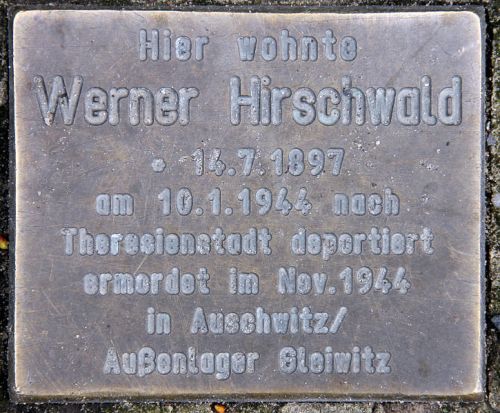 Hier wohnte
Werner Hirschwald
* 14.7.1897
am 10.1.1944 nach
Theresienstadt deportiert
ermordet im Nov.1944
in Auschwitz/
Außenlager Gleiwitz